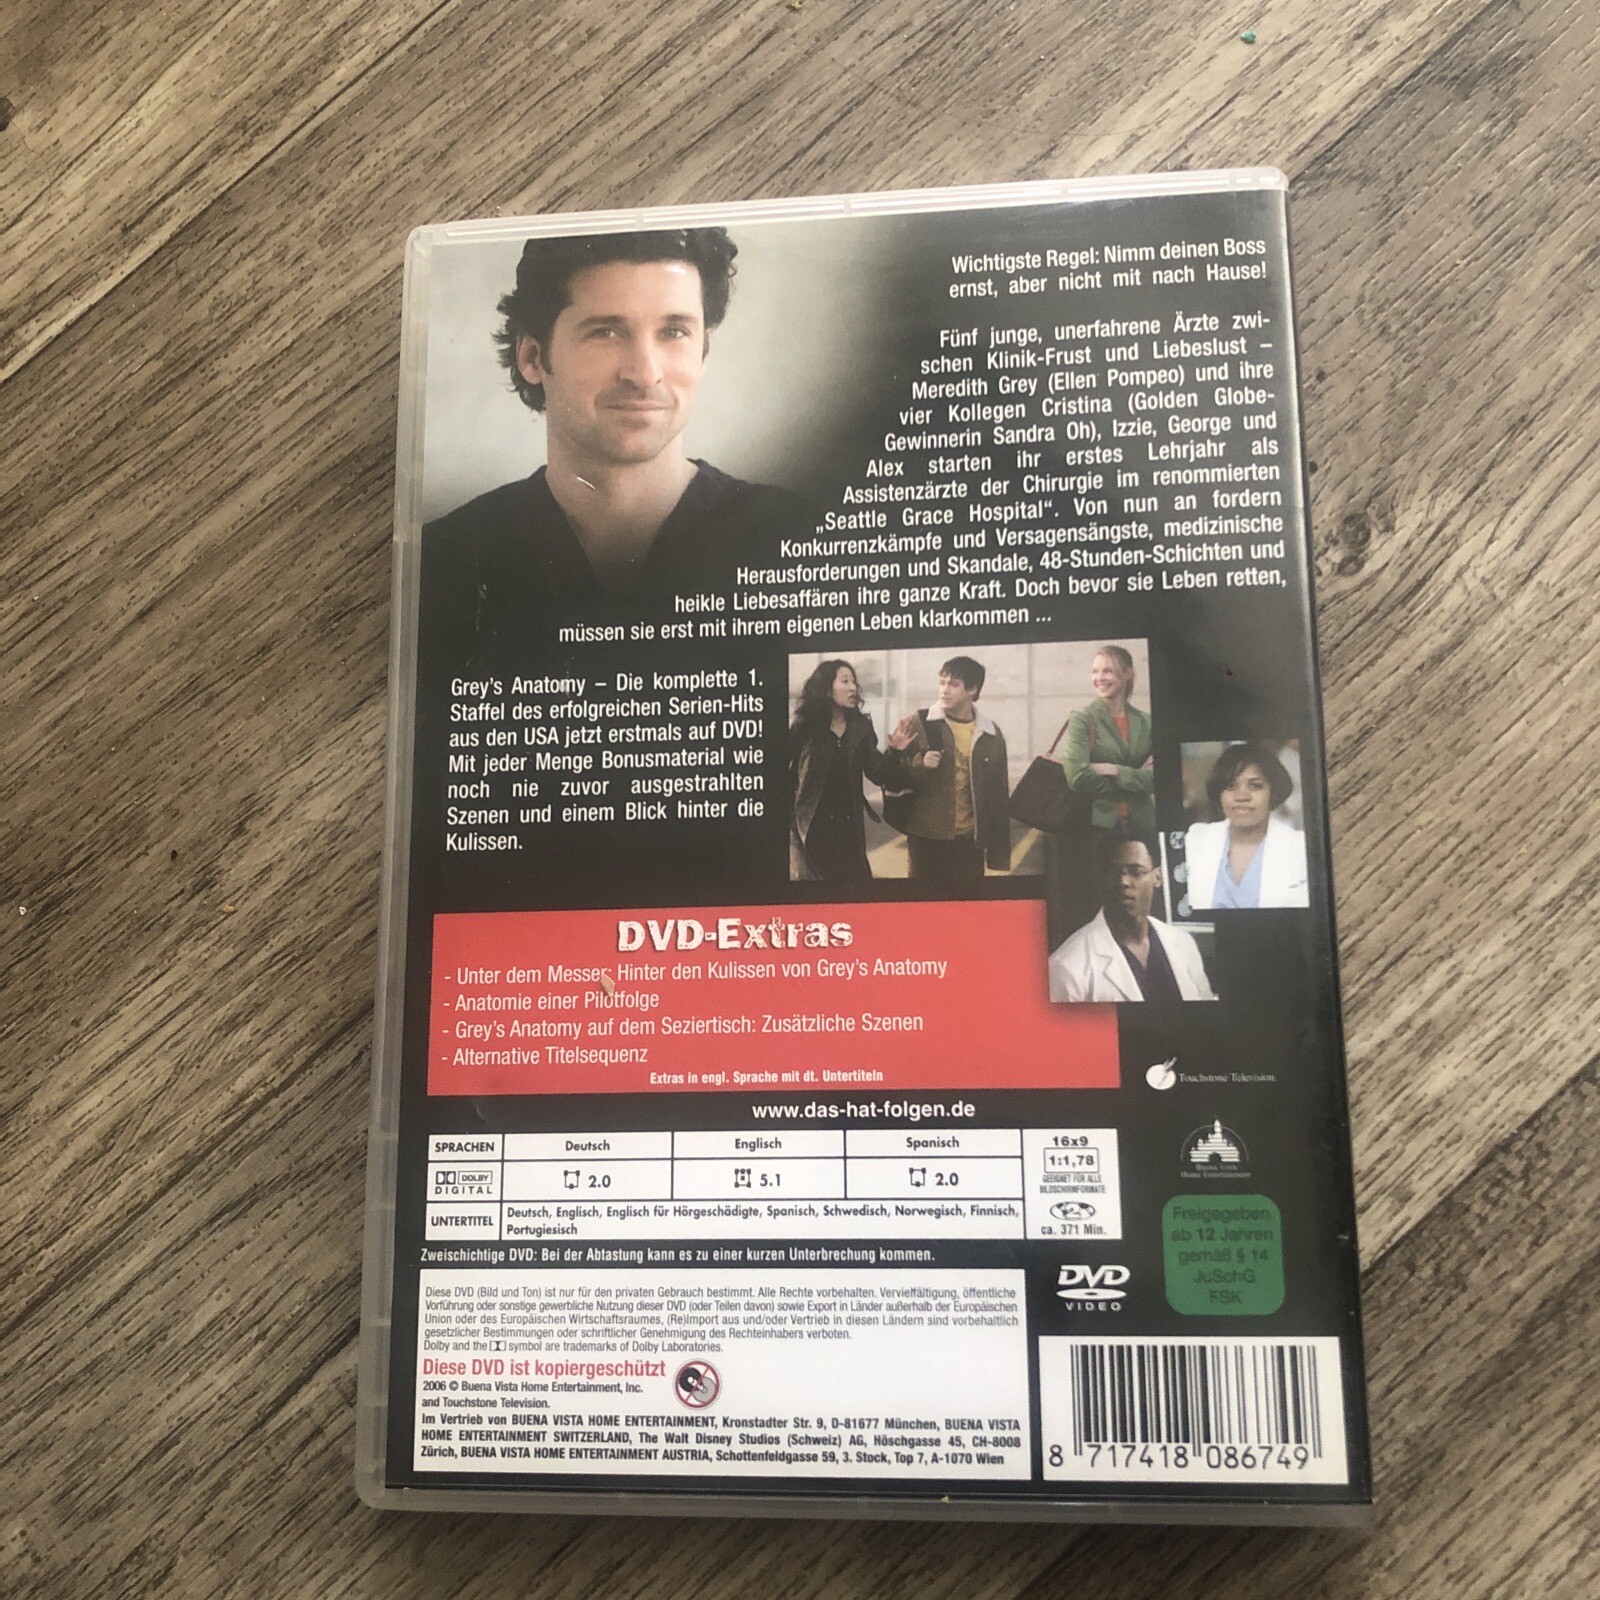 Wichtigste Regel: Nimm deinen Boss
ernst, aber nicht mit nach Hause!
Fünf junge, unerfahrene Ärzte zwi-
schen Klinik-Frust und Liebeslust –
Meredith Grey (Ellen Pompeo) und ihre
vier Kollegen Cristina (Golden Globe-
Gewinnerin Sandra Oh), Izzie, George und
Alex starten ihr erstes Lehrjahr als
Assistenzärzte der Chirurgie im renommierten
„Seattle Grace Hospital“. Von nun an fordern
Konkurrenzkämpfe und Versagensängste, medizinische
Herausforderungen und Skandale, 48-Stunden-Schichten und
heikle Liebesaffären ihre ganze Kraft. Doch bevor sie Leben retten,
müssen sie erst mit ihrem eigenen Leben klarkommen ...
Grey's Anatomy – Die komplette 1.
Staffel des erfolgreichen Serien-Hits
aus den USA jetzt erstmals auf DVD!
Mit jeder Menge Bonusmaterial wie
noch nie zuvor ausgestrahlten
Szenen und einem Blick hinter die
Kulissen.
DVD-Extras
- Unter dem Messer: Hinter den Kulissen von Grey's Anatomy
- Anatomie einer Pilotfolge
- Grey's Anatomy auf dem Seziertisch: Zusätzliche Szenen
- Alternative Titelsequenz
Extras in engl. Sprache mit dt. Untertiteln
Touchstone Television
www.das-hat-folgen.de
SPRACHEN Deutsch Englisch Spanisch
DOLBY DIGITAL 2.0 5.1 2.0
UNTERTITEL Deutsch, Englisch, Englisch für Hörgeschädigte, Spanisch, Schwedisch, Norwegisch, Finnisch,
Portugiesisch
16x9
1:1,78
GEEIGNET FÜR ALLE
BILDSCHIRMFORMATE
2
ca. 371 Min.
Buena Vista
Home Entertainment
Zweischichtige DVD: Bei der Abtastung kann es zu einer kurzen Unterbrechung kommen.
Freigegeben
ab 12 Jahren
gemäß § 14
JuSchG
FSK
DVD
VIDEO
Diese DVD (Bild und Ton) ist nur für den privaten Gebrauch bestimmt. Alle Rechte vorbehalten. Vervielfältigung, öffentliche
Vorführung oder sonstige gewerbliche Nutzung dieser DVD (oder Teilen davon) sowie Export in Länder außerhalb der Europäischen
Union oder des Europäischen Wirtschaftsraumes, (Re)Import aus und/oder Vertrieb in diesen Ländern sind vorbehaltlich
gesetzlicher Bestimmungen oder schriftlicher Genehmigung des Rechteinhabers verboten.
Dolby and the symbol are trademarks of Dolby Laboratories.
Diese DVD ist kopiergeschützt
2006 © Buena Vista Home Entertainment, Inc.
and Touchstone Television.
Im Vertrieb von BUENA VISTA HOME ENTERTAINMENT, Kronstadter Str. 9, D-81677 München, BUENA VISTA
HOME ENTERTAINMENT SWITZERLAND, The Walt Disney Studios (Schweiz) AG, Höschgasse 45, CH-8008
Zürich, BUENA VISTA HOME ENTERTAINMENT AUSTRIA, Schottenfeldgasse 59, 3. Stock, Top 7, A-1070 Wien
8 717418 086749